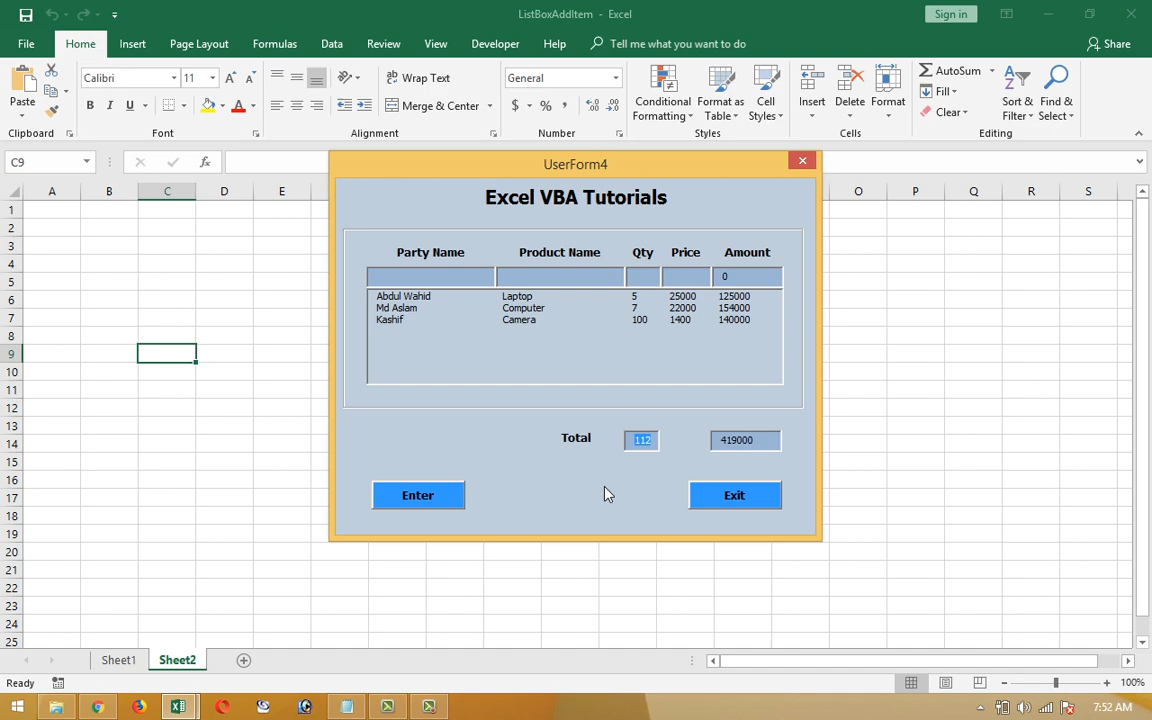 ListBoxAddItem - Excel
Sign in
File Home Insert Page Layout Formulas Data Review View Developer Help Tell me what you want to do Share
Paste
Calibri 11 A A
B I U A
Wrap Text
Merge & Center
General
$ % ,
Conditional Formatting
Format as Table
Cell Styles
Insert Delete Format
AutoSum
Fill
Clear
Sort & Filter
Find & Select
Clipboard Font Alignment Number Styles Cells Editing
C9 fx
A B C D E O P Q R S
1
2
3
4
5
6
7
8
9
10
11
12
13
14
15
16
17
18
19
20
21
22
23
24
25
UserForm4
Excel VBA Tutorials
Party Name Product Name Qty Price Amount
0
Abdul Wahid Laptop 5 25000 125000
Md Aslam Computer 7 22000 154000
Kashif Camera 100 1400 140000
Total 112 419000
Enter Exit
Sheet1 Sheet2
Ready 100%
7:52 AM